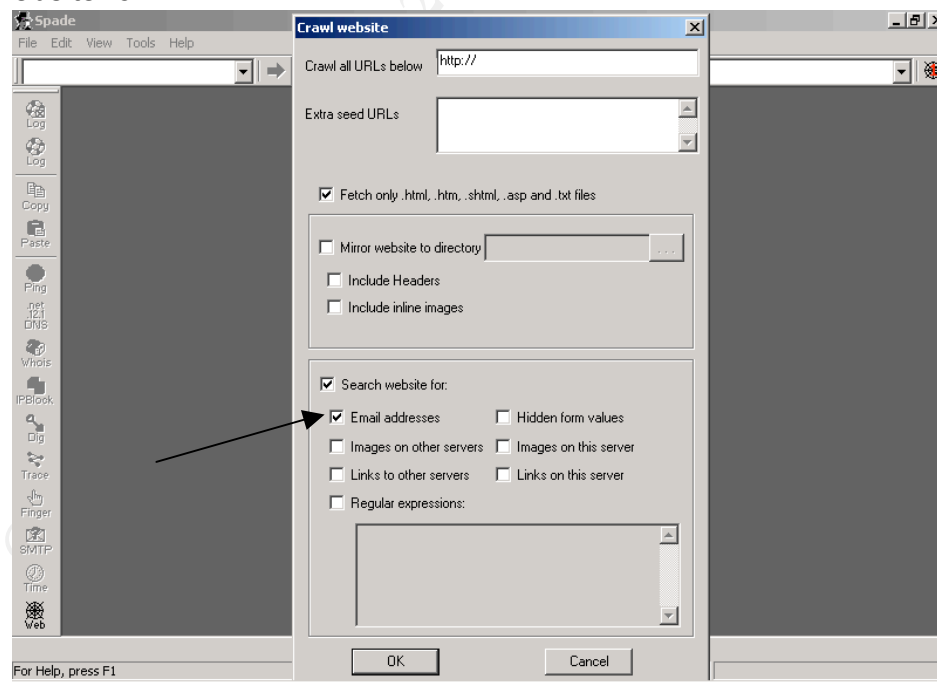 Spade
File Edit View Tools Help
Log
Log
Copy
Paste
Ping
.net
.12.1
DNS
Whois
IPBlock
Dig
Trace
Finger
SMTP
Time
Web
For Help, press F1
Crawl website
Crawl all URLs below http://
Extra seed URLs
Fetch only .html, .htm, .shtml, .asp and .txt files
Mirror website to directory ...
Include Headers
Include inline images
Search website for:
Email addresses Hidden form values
Images on other servers Images on this server
Links to other servers Links on this server
Regular expressions:
OK Cancel